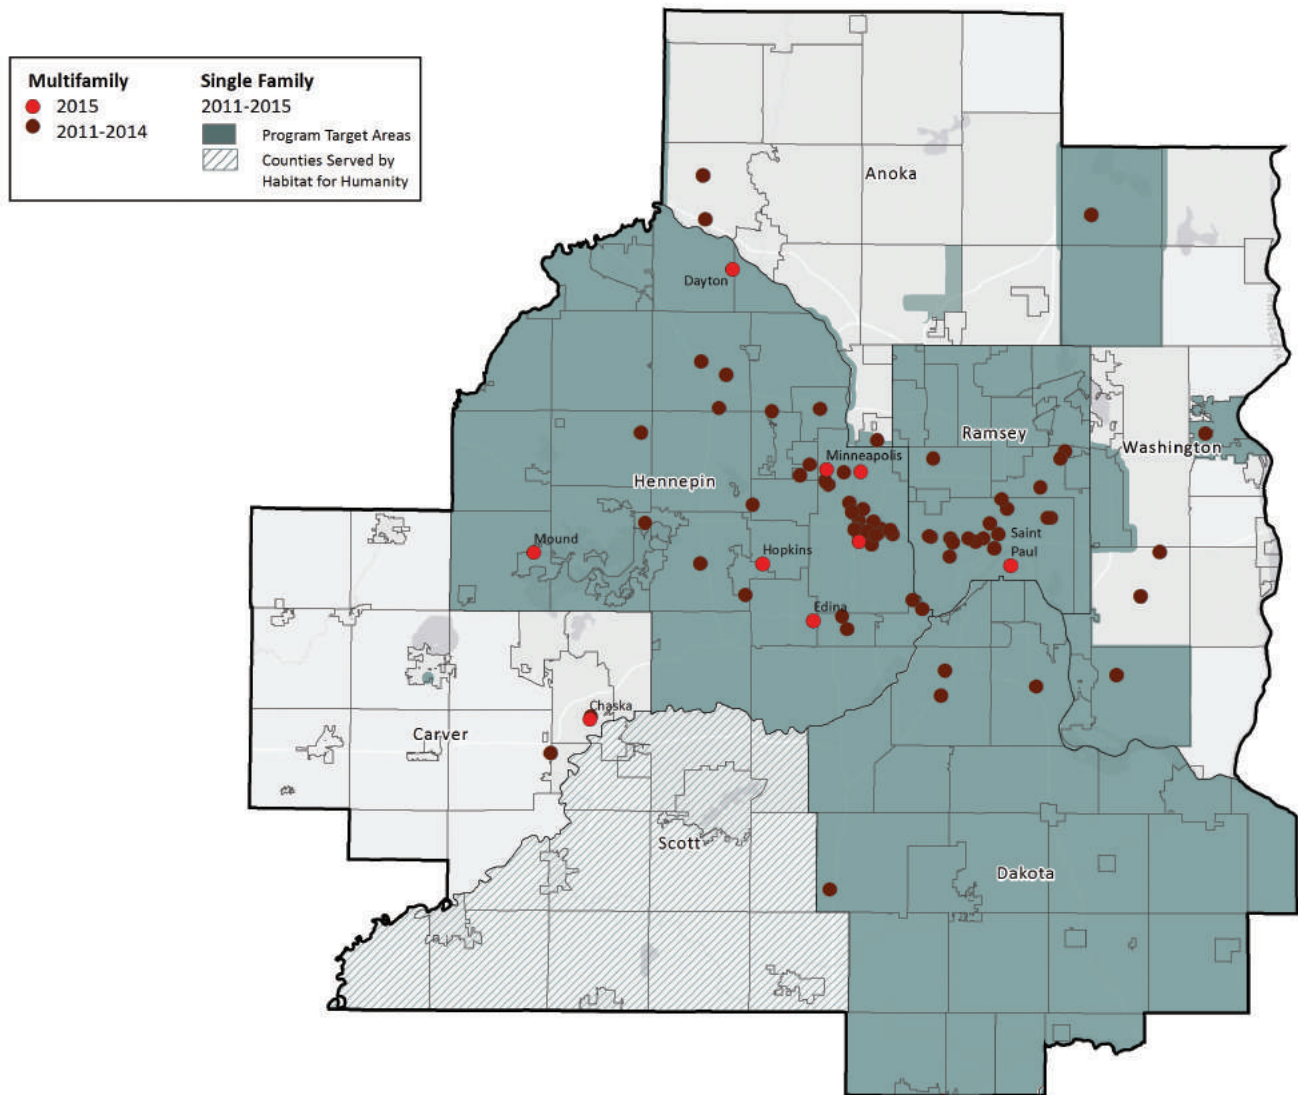 Multifamily
2015
2011-2014
Single Family
2011-2015
Program Target Areas
Counties Served by
Habitat for Humanity
Anoka
Dayton
Ramsey
Washington
Minneapolis
Hennepin
Mound
Hopkins
Saint
Paul
Edina
Chaska
Carver
Scott
Dakota